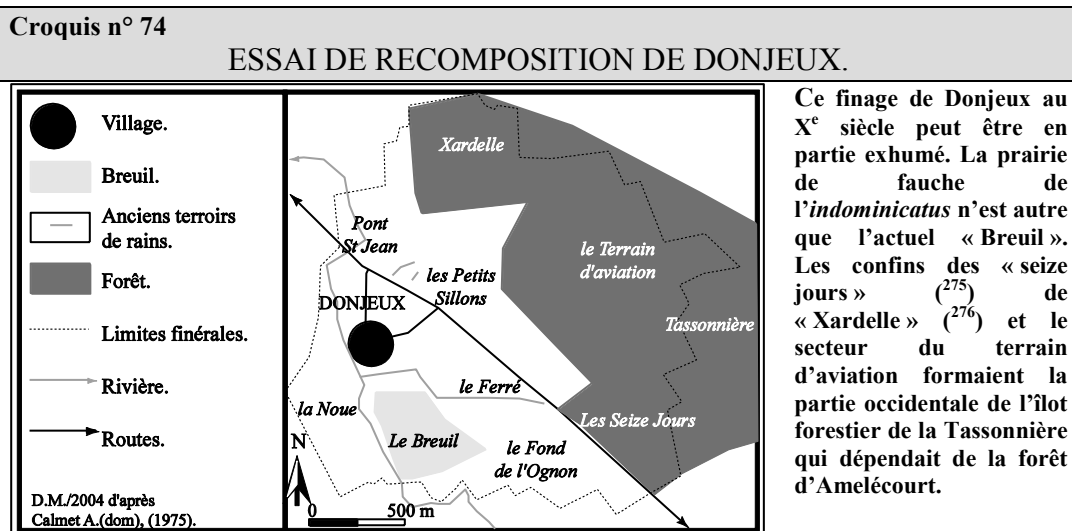 Croquis n° 74
ESSAI DE RECOMPOSITION DE DONJEUX.
Village.
Breuil.
Anciens terroirs
de rains.
Forêt.
Limites finérales.
Rivière.
Routes.
D.M./2004 d'après
Calmet A.(dom), (1975).
Xardelle
Pont
St Jean
le Terrain
d'aviation
les Petits
Sillons
DONJEUX
Tassonnière
le Ferré
la Noue
Les Seize Jours
Le Breuil
le Fond
de l'Ognon
N
0 500 m
Ce finage de Donjeux au
Xe siècle peut être en
partie exhumé. La prairie
de fauche de
l'indominicatus n'est autre
que l'actuel « Breuil ».
Les confins des « seize
jours » (275) de
« Xardelle » (276) et le
secteur du terrain
d'aviation formaient la
partie occidentale de l'îlot
forestier de la Tassonnière
qui dépendait de la forêt
d'Amelécourt.